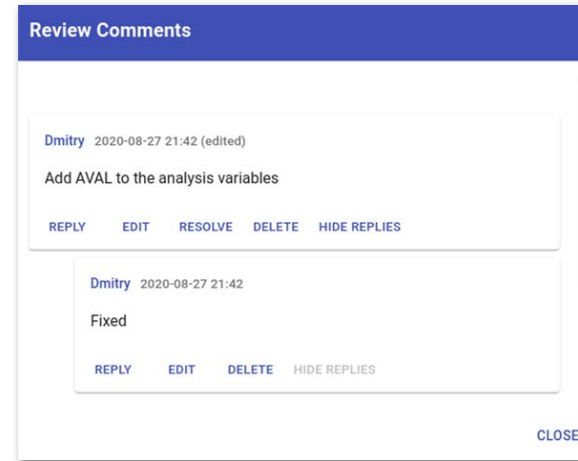 Review Comments
Dmitry 2020-08-27 21:42 (edited)
Add AVAL to the analysis variables
REPLY EDIT RESOLVE DELETE HIDE REPLIES
Dmitry 2020-08-27 21:42
Fixed
REPLY EDIT DELETE HIDE REPLIES
CLOSE